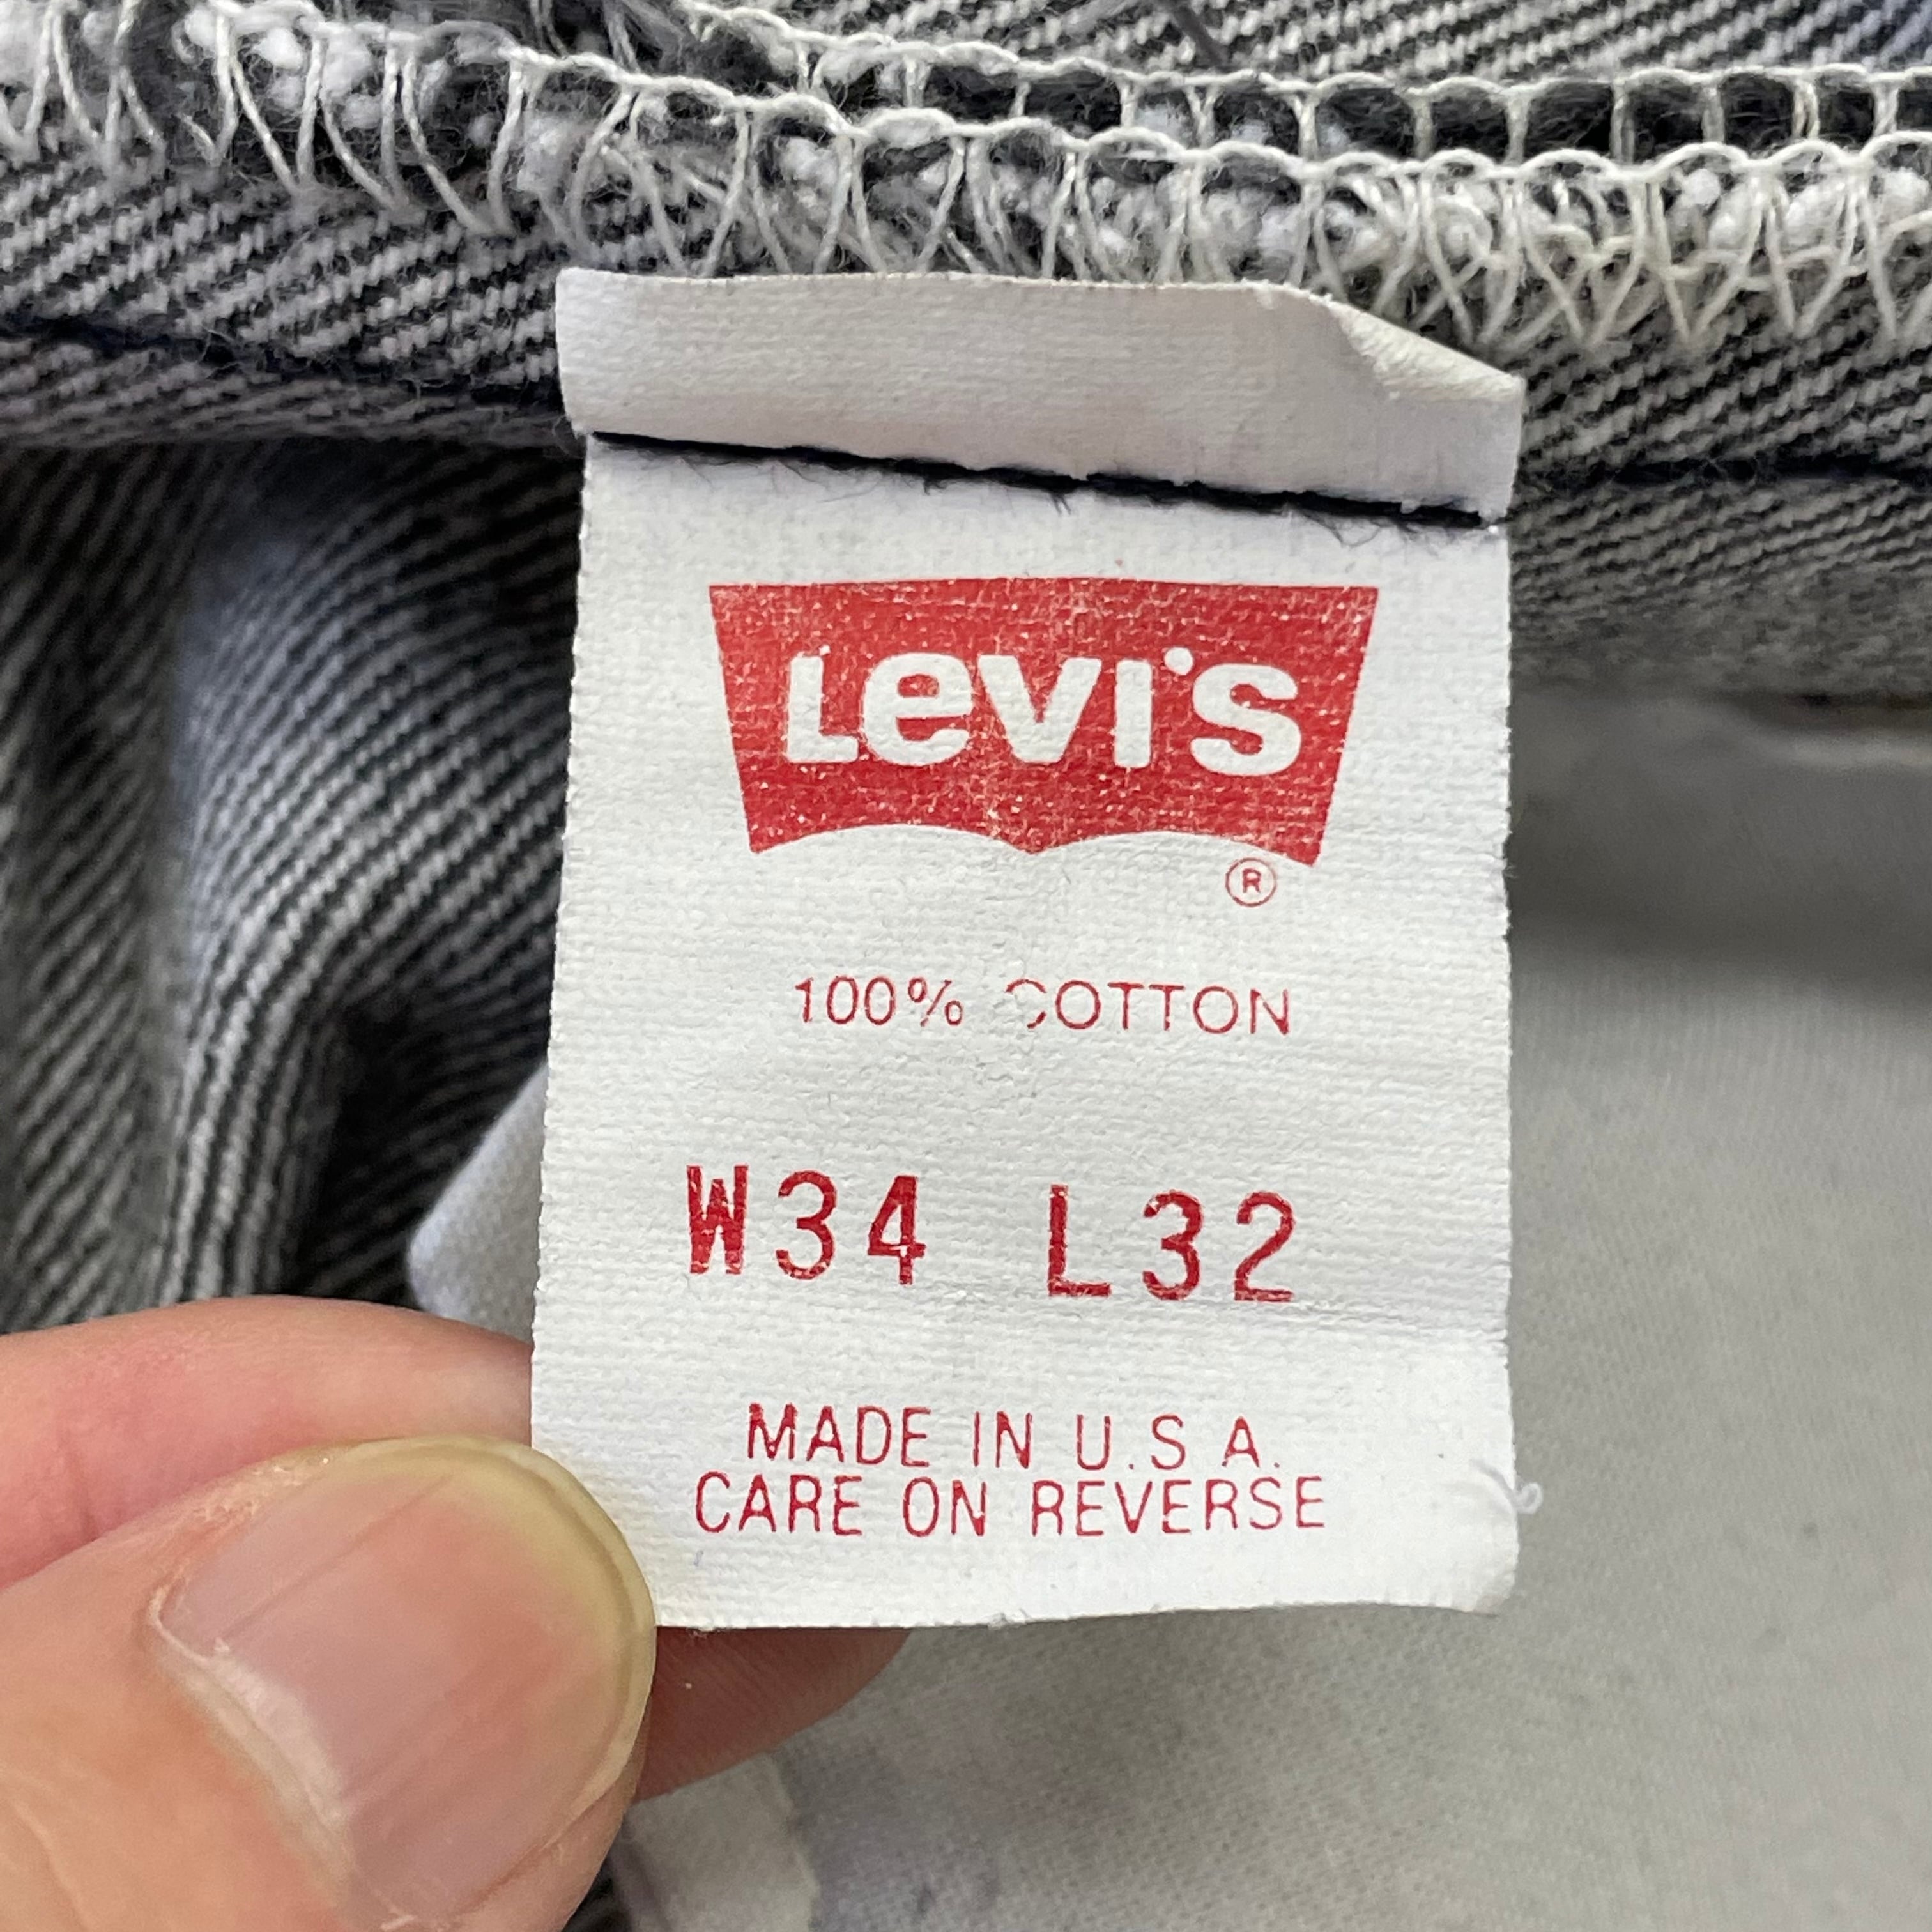 Levi's
®
100% COTTON
W34 L32
MADE IN U.S A.
CARE ON REVERSE